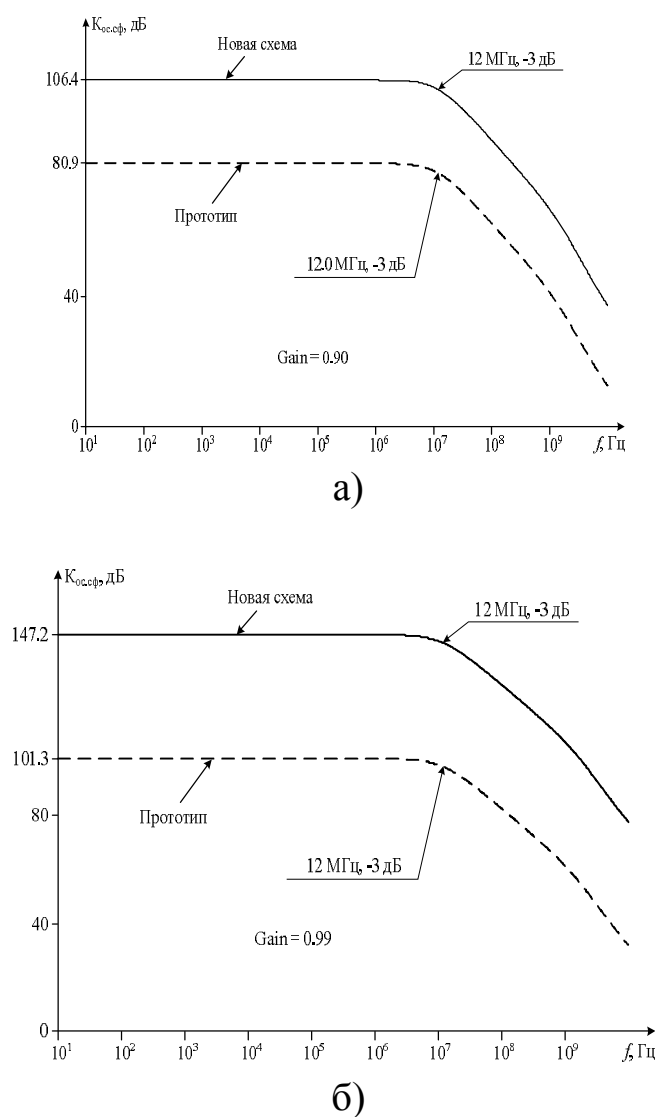 Kос.сф, дБ
Новая схема
12 МГц, -3 дБ
106.4
80.9
Прототип
12.0 МГц, -3 дБ
40
Gain = 0.90
0
10¹ 10² 10³ 10⁴ 10⁵ 10⁶ 10⁷ 10⁸ 10⁹ f, Гц
а)
Kос.сф, дБ
Новая схема
12 МГц, -3 дБ
147.2
101.3
80
Прототип
12 МГц, -3 дБ
40
Gain = 0.99
0
10¹ 10² 10³ 10⁴ 10⁵ 10⁶ 10⁷ 10⁸ 10⁹ f, Гц
б)